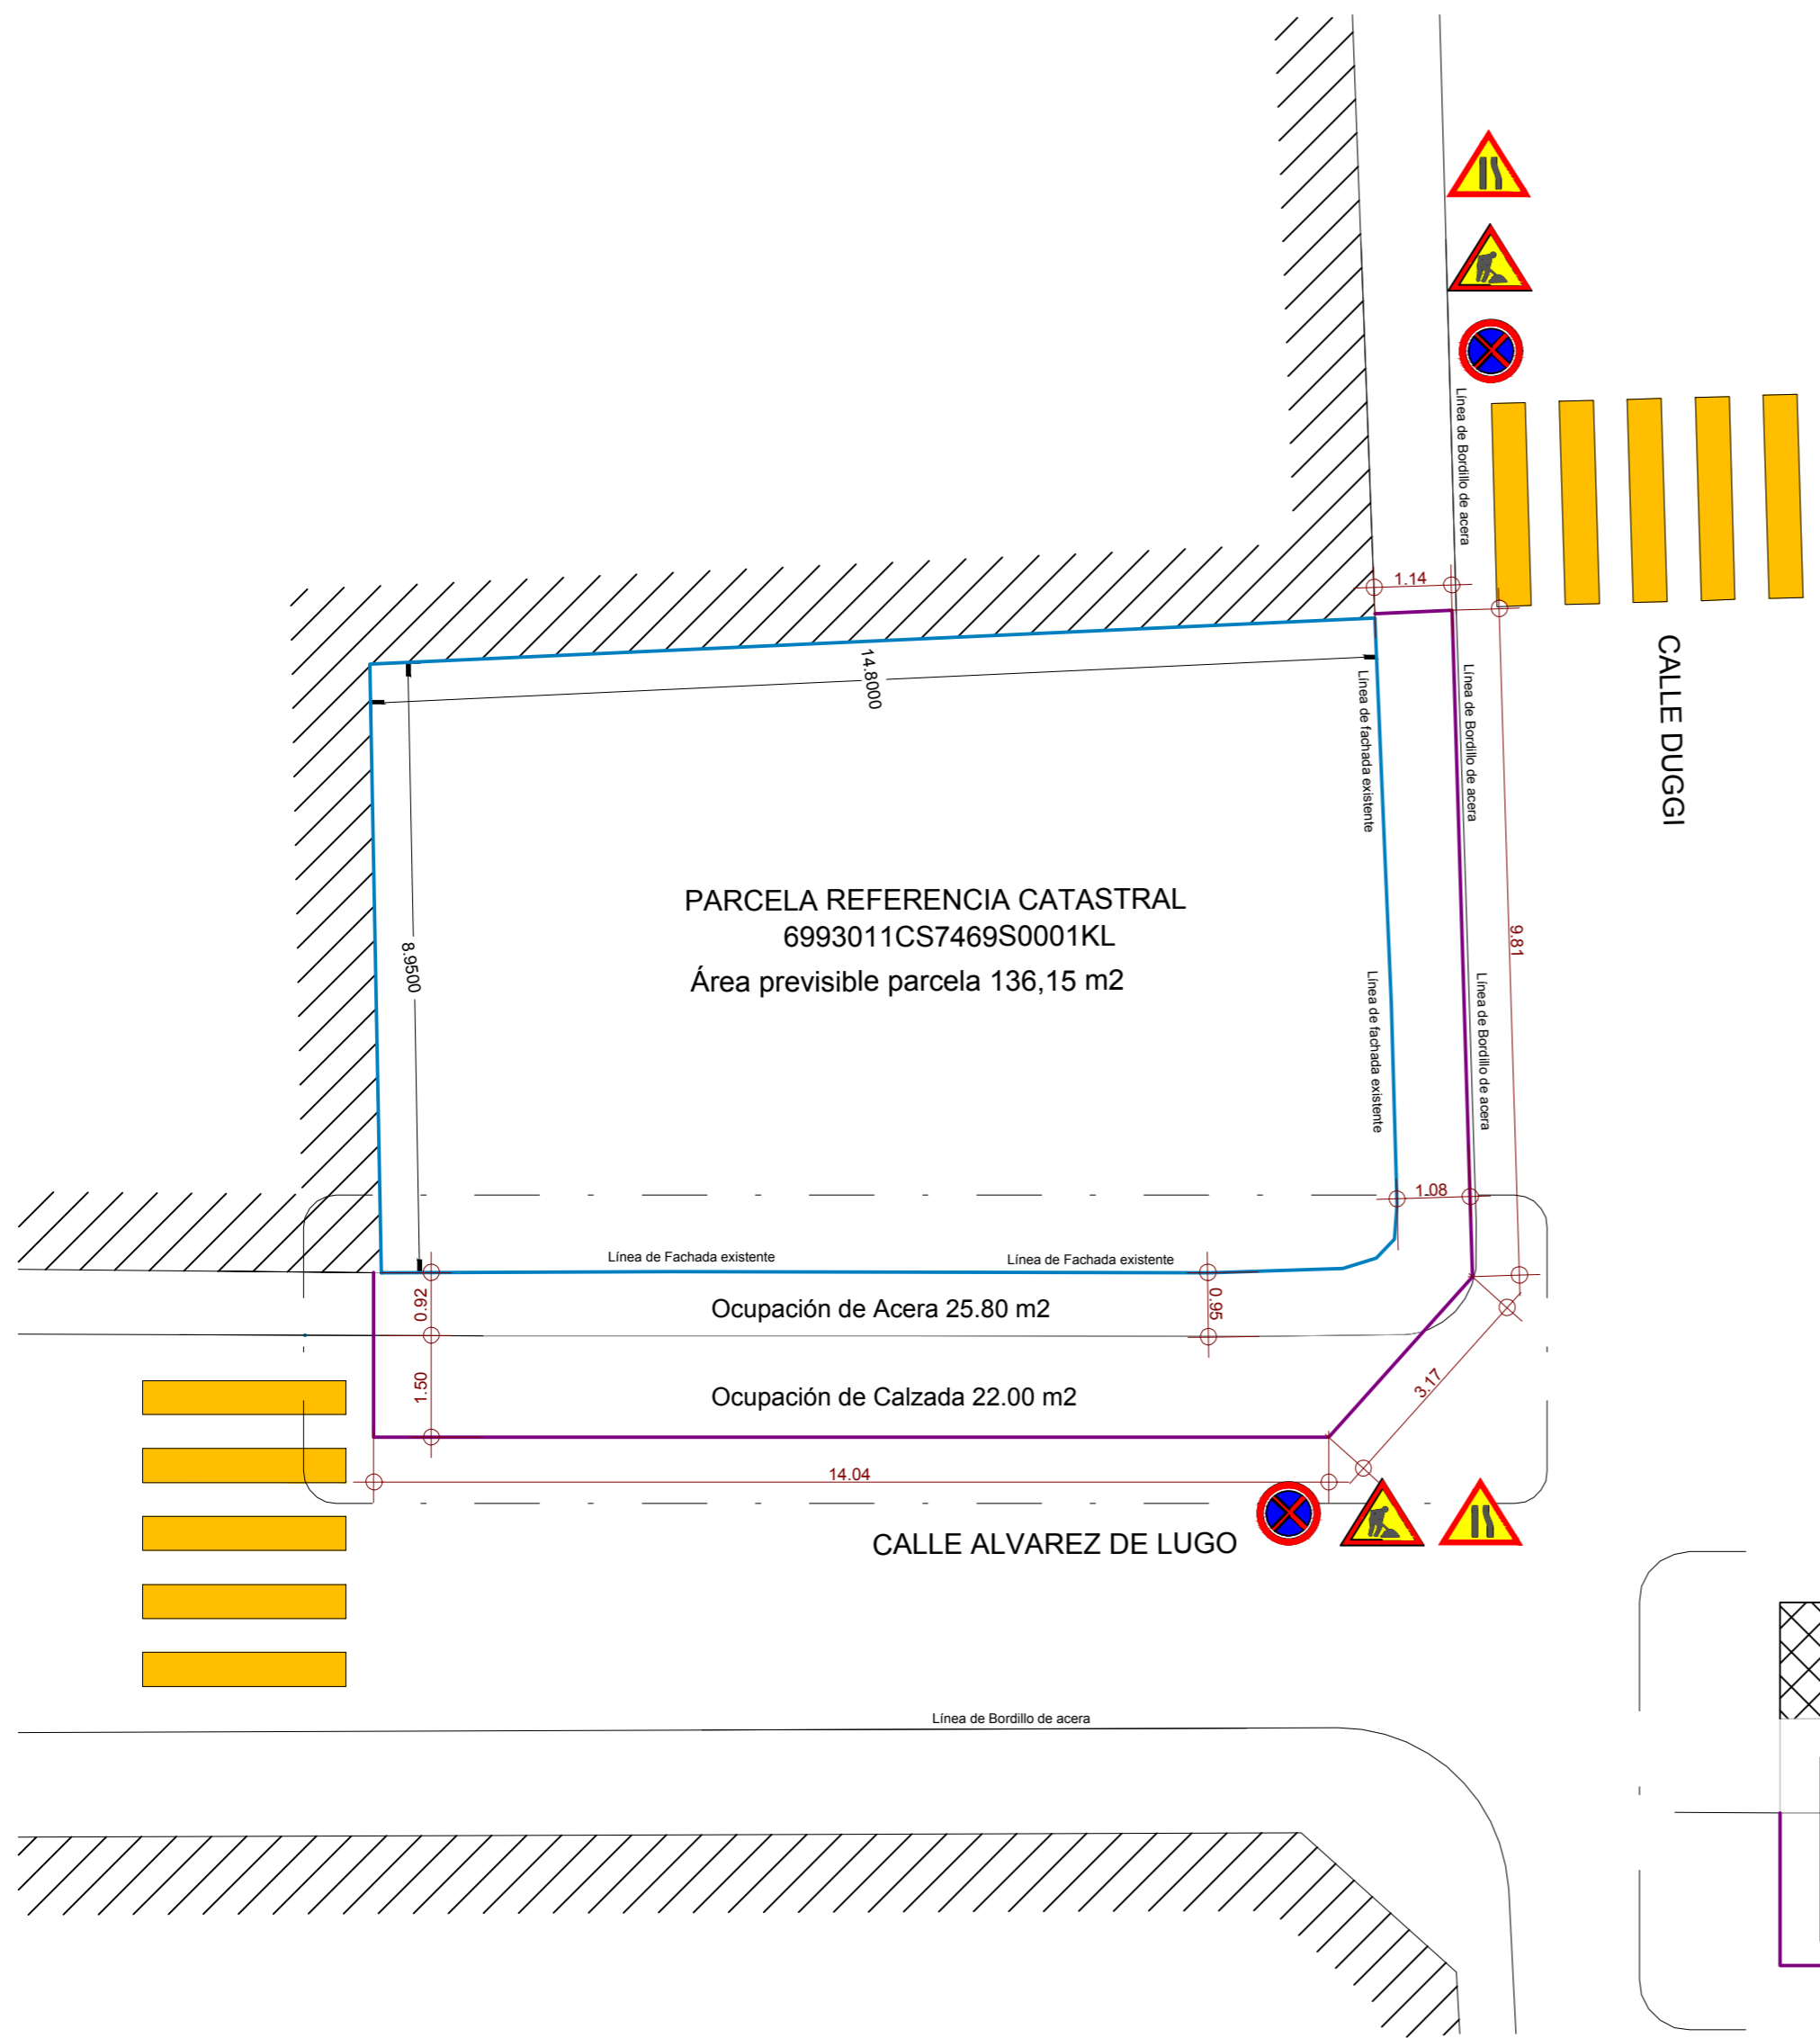 Línea de Bordillo de acera
1.14
CALLE DUGGI
14.8000
Línea de fachada existente
Línea de Bordillo de acera
PARCELA REFERENCIA CATASTRAL
6993011CS7469S0001KL
Área previsible parcela 136,15 m2
8.9500
9.81
Línea de fachada existente
Línea de Bordillo de acera
1.08
Línea de Fachada existente
Línea de Fachada existente
0.92
Ocupación de Acera 25.80 m2
0.95
1.50
Ocupación de Calzada 22.00 m2
3.17
14.04
CALLE ALVAREZ DE LUGO
Línea de Bordillo de acera